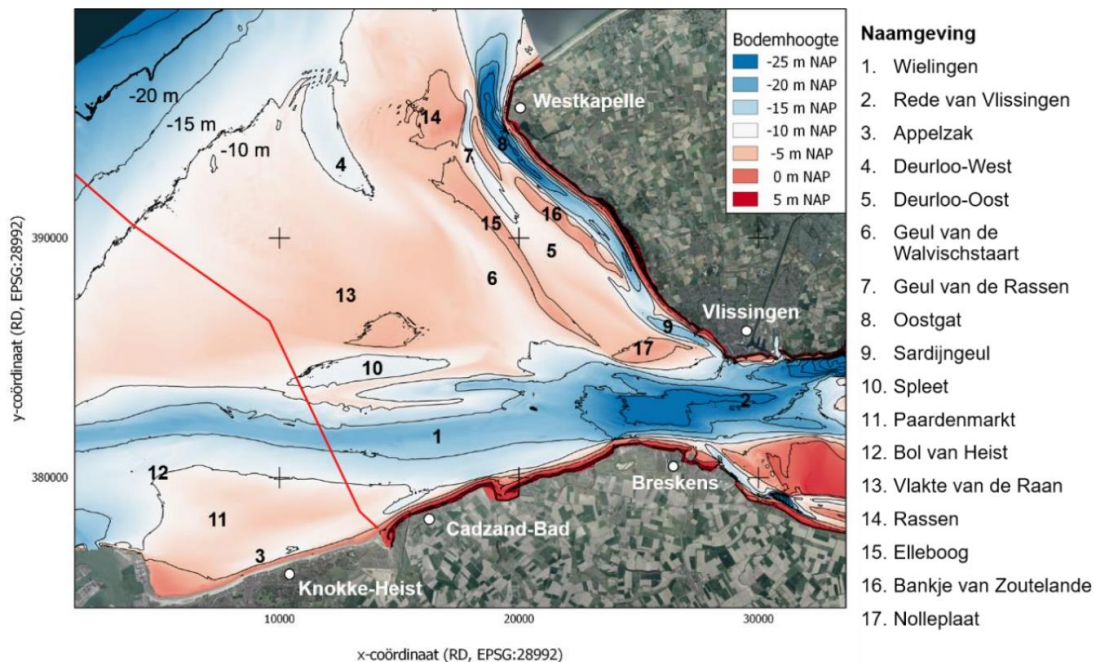 Bodemhoogte
-25 m NAP
-20 m NAP
-15 m NAP
-10 m NAP
-5 m NAP
0 m NAP
5 m NAP
-20 m
-15 m
-10 m
Westkapelle
14
7
8
4
16
15
5
6
13
Vlissingen
9
17
10
2
1
12
Breskens
11
Cadzand-Bad
3
Knokke-Heist
390000
380000
y-coördinaat (RD, EPSG:28992)
10000
20000
30000
x-coördinaat (RD, EPSG:28992)
Naamgeving
1. Wielingen
2. Rede van Vlissingen
3. Appelzak
4. Deurloo-West
5. Deurloo-Oost
6. Geul van de
Walvischstaart
7. Geul van de Rassen
8. Oostgat
9. Sardijngeul
10. Spleet
11. Paardenmarkt
12. Bol van Heist
13. Vlakte van de Raan
14. Rassen
15. Elleboog
16. Bankje van Zoutelande
17. Nolleplaat